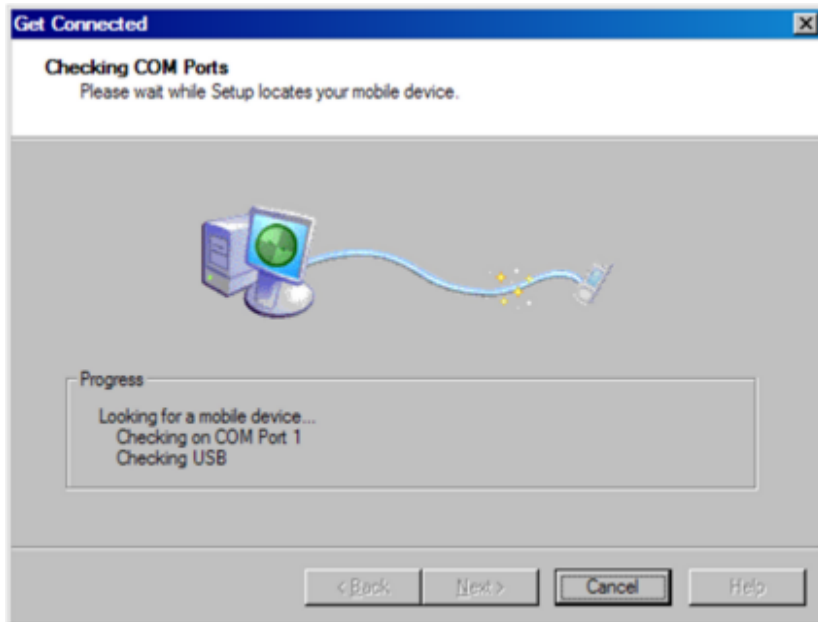 Get Connected
Checking COM Ports
Please wait while Setup locates your mobile device.
Progress
Looking for a mobile device...
Checking on COM Port 1
Checking USB
< Back Next > Cancel Help